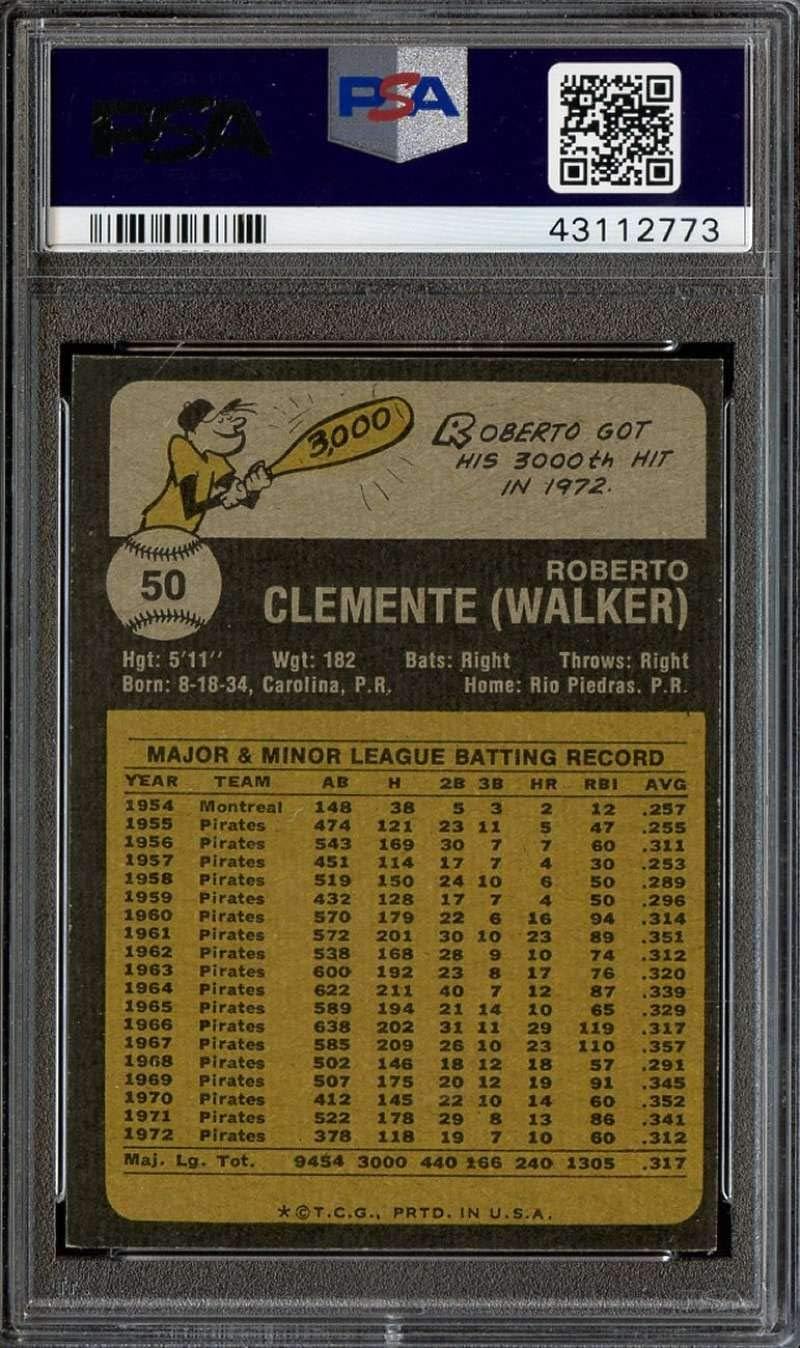 PSA
PSA
43112773
3,000
ROBERTO GOT
HIS 3000th HIT
IN 1972.
50
ROBERTO
CLEMENTE (WALKER)
Hgt: 5'11'' Wgt: 182 Bats: Right Throws: Right
Born: 8-18-34, Carolina, P.R. Home: Rio Piedras. P.R.
MAJOR & MINOR LEAGUE BATTING RECORD
YEAR TEAM AB H 2B 3B HR RBI AVG
1954 Montreal 148 38 5 3 2 12 .257
1955 Pirates 474 121 23 11 5 47 .255
1956 Pirates 543 169 30 7 7 60 .311
1957 Pirates 451 114 17 7 4 30 .253
1958 Pirates 519 150 24 10 6 50 .289
1959 Pirates 432 128 17 7 4 50 .296
1960 Pirates 570 179 22 6 16 94 .314
1961 Pirates 572 201 30 10 23 89 .351
1962 Pirates 538 168 28 9 10 74 .312
1963 Pirates 600 192 23 8 17 76 .320
1964 Pirates 622 211 40 7 12 87 .339
1965 Pirates 589 194 21 14 10 65 .329
1966 Pirates 638 202 31 11 29 119 .317
1967 Pirates 585 209 26 10 23 110 .357
1968 Pirates 502 146 18 12 18 57 .291
1969 Pirates 507 175 20 12 19 91 .345
1970 Pirates 412 145 22 10 14 60 .352
1971 Pirates 522 178 29 8 13 86 .341
1972 Pirates 378 118 19 7 10 60 .312
Maj. Lg. Tot. 9454 3000 440 166 240 1305 .317
*©T.C.G., PRTD. IN U.S.A.